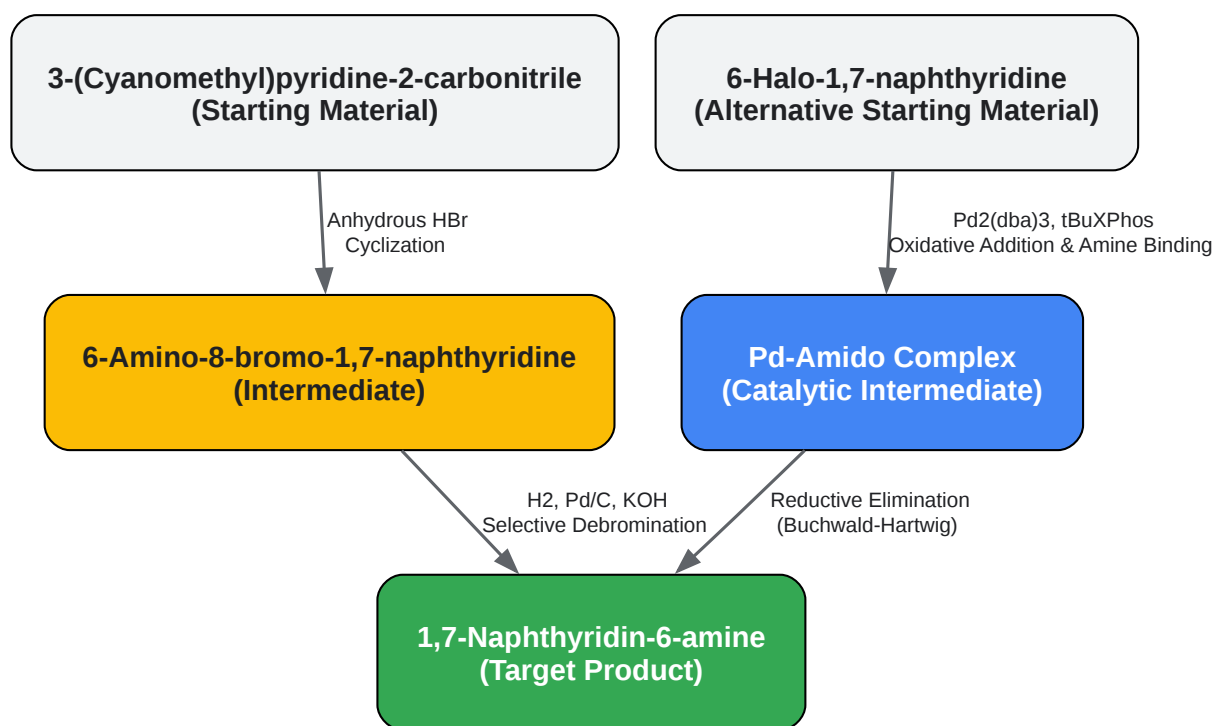 3-(Cyanomethyl)pyridine-2-carbonitrile
(Starting Material)
6-Halo-1,7-naphthyridine
(Alternative Starting Material)
Anhydrous HBr
Cyclization
Pd2(dba)3, tBuXPhos
Oxidative Addition & Amine Binding
6-Amino-8-bromo-1,7-naphthyridine
(Intermediate)
Pd-Amido Complex
(Catalytic Intermediate)
H2, Pd/C, KOH
Selective Debromination
Reductive Elimination
(Buchwald-Hartwig)
1,7-Naphthyridin-6-amine
(Target Product)